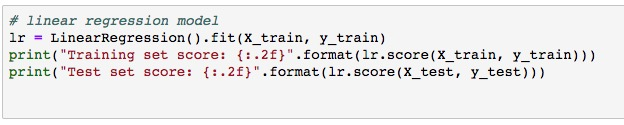 # linear regression model
lr = LinearRegression().fit(X_train, y_train)
print("Training set score: {:.2f}".format(lr.score(X_train, y_train)))
print("Test set score: {:.2f}".format(lr.score(X_test, y_test)))